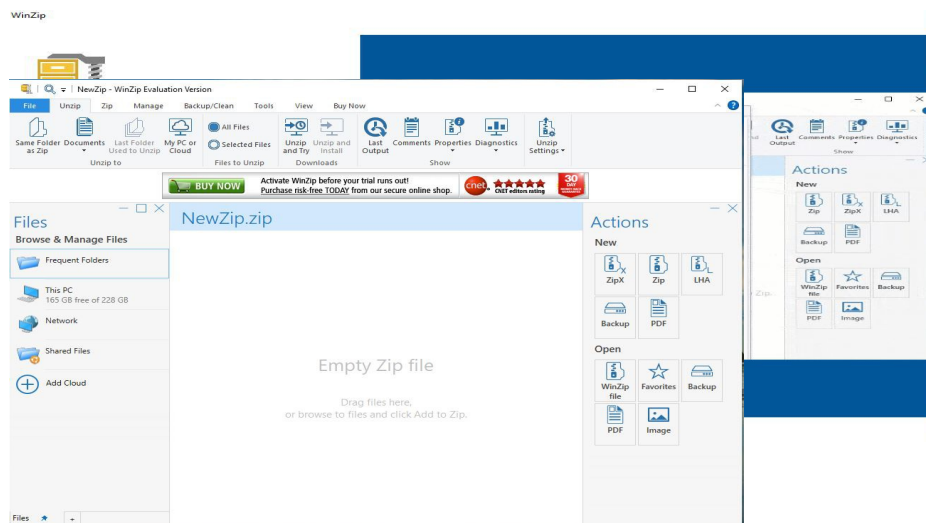 WinZip
NewZip - WinZip Evaluation Version
File Unzip Zip Manage Backup/Clean Tools View Buy Now
Same Folder as Zip
Documents
Last Folder Used to Unzip
My PC or Cloud
All Files
Selected Files
Unzip and Try
Unzip and Install
Last Output
Comments
Properties
Diagnostics
Unzip Settings
Unzip to
Files to Unzip
Downloads
Show
BUY NOW
Activate WinZip before your trial runs out!
Purchase risk-free TODAY from our secure online shop.
cnet
CNET editors rating
30
DAY
Files
Browse & Manage Files
Frequent Folders
This PC
165 GB free of 228 GB
Network
Shared Files
Add Cloud
Files
NewZip.zip
Empty Zip file
Drag files here,
or browse to files and click Add to Zip.
Actions
New
ZipX Zip LHA
Backup PDF
Open
WinZip file
Favorites
Backup
PDF Image
Last Output
Comments
Properties
Diagnostics
Show
Actions
New
Zip ZipX LHA
Backup PDF
Open
WinZip file
Favorites
Backup
PDF Image
Zip.